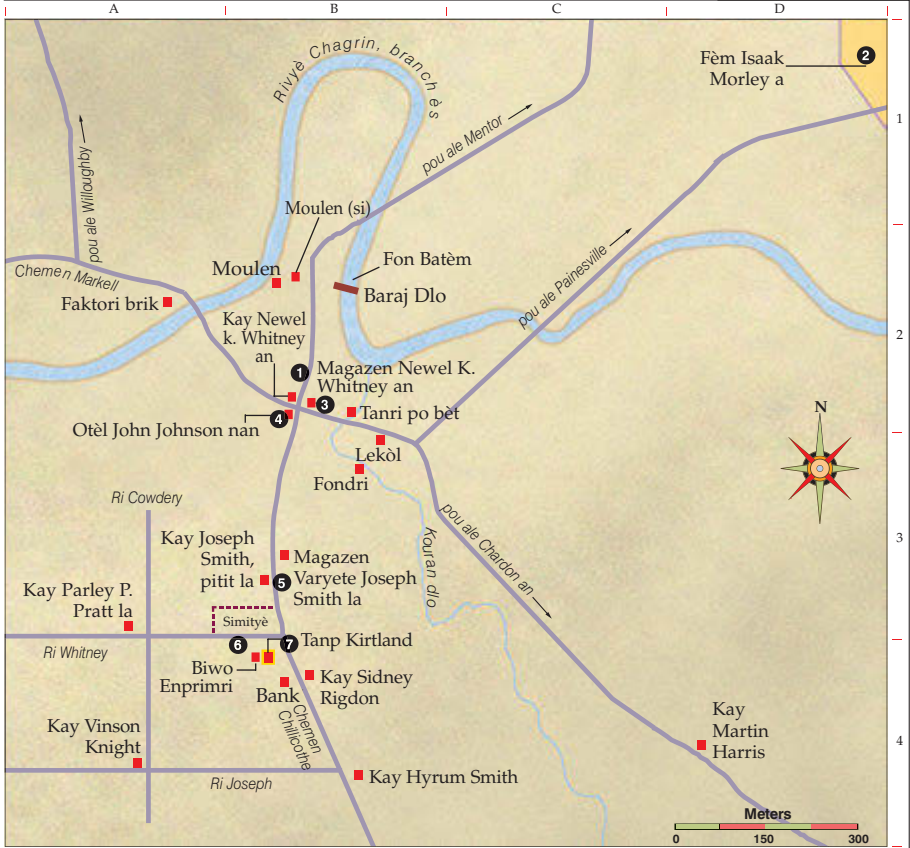 A
B
C
D
1
2
3
4
Rivyè Chagrin, branch ès
Fèm Isaak
Morley a
2
pou ale Mentor
pou ale Willoughby
Moulen (si)
Moulen
Fon Batèm
Baraj Dlo
pou ale Painesville
Chemen Markell
Faktori brik
Kay Newel
k. Whitney
an
1
Magazen Newel K.
Whitney an
3
Tanri po bèt
4
Otèl John Johnson nan
Lekòl
Fondri
N
Ri Cowdery
Kouran dlo
pou ale Chardon an
Kay Joseph
Smith,
pitit la
Magazen
Varyete Joseph
Smith la
5
Kay Parley P.
Pratt la
Simityè
Ri Whitney
6
7
Tanp Kirtland
Biwo
Enprimri
Bank
Kay Sidney
Rigdon
Chemen
Chillicothe
Kay Vinson
Knight
Ri Joseph
Kay Hyrum Smith
Kay
Martin
Harris
Meters
0 150 300